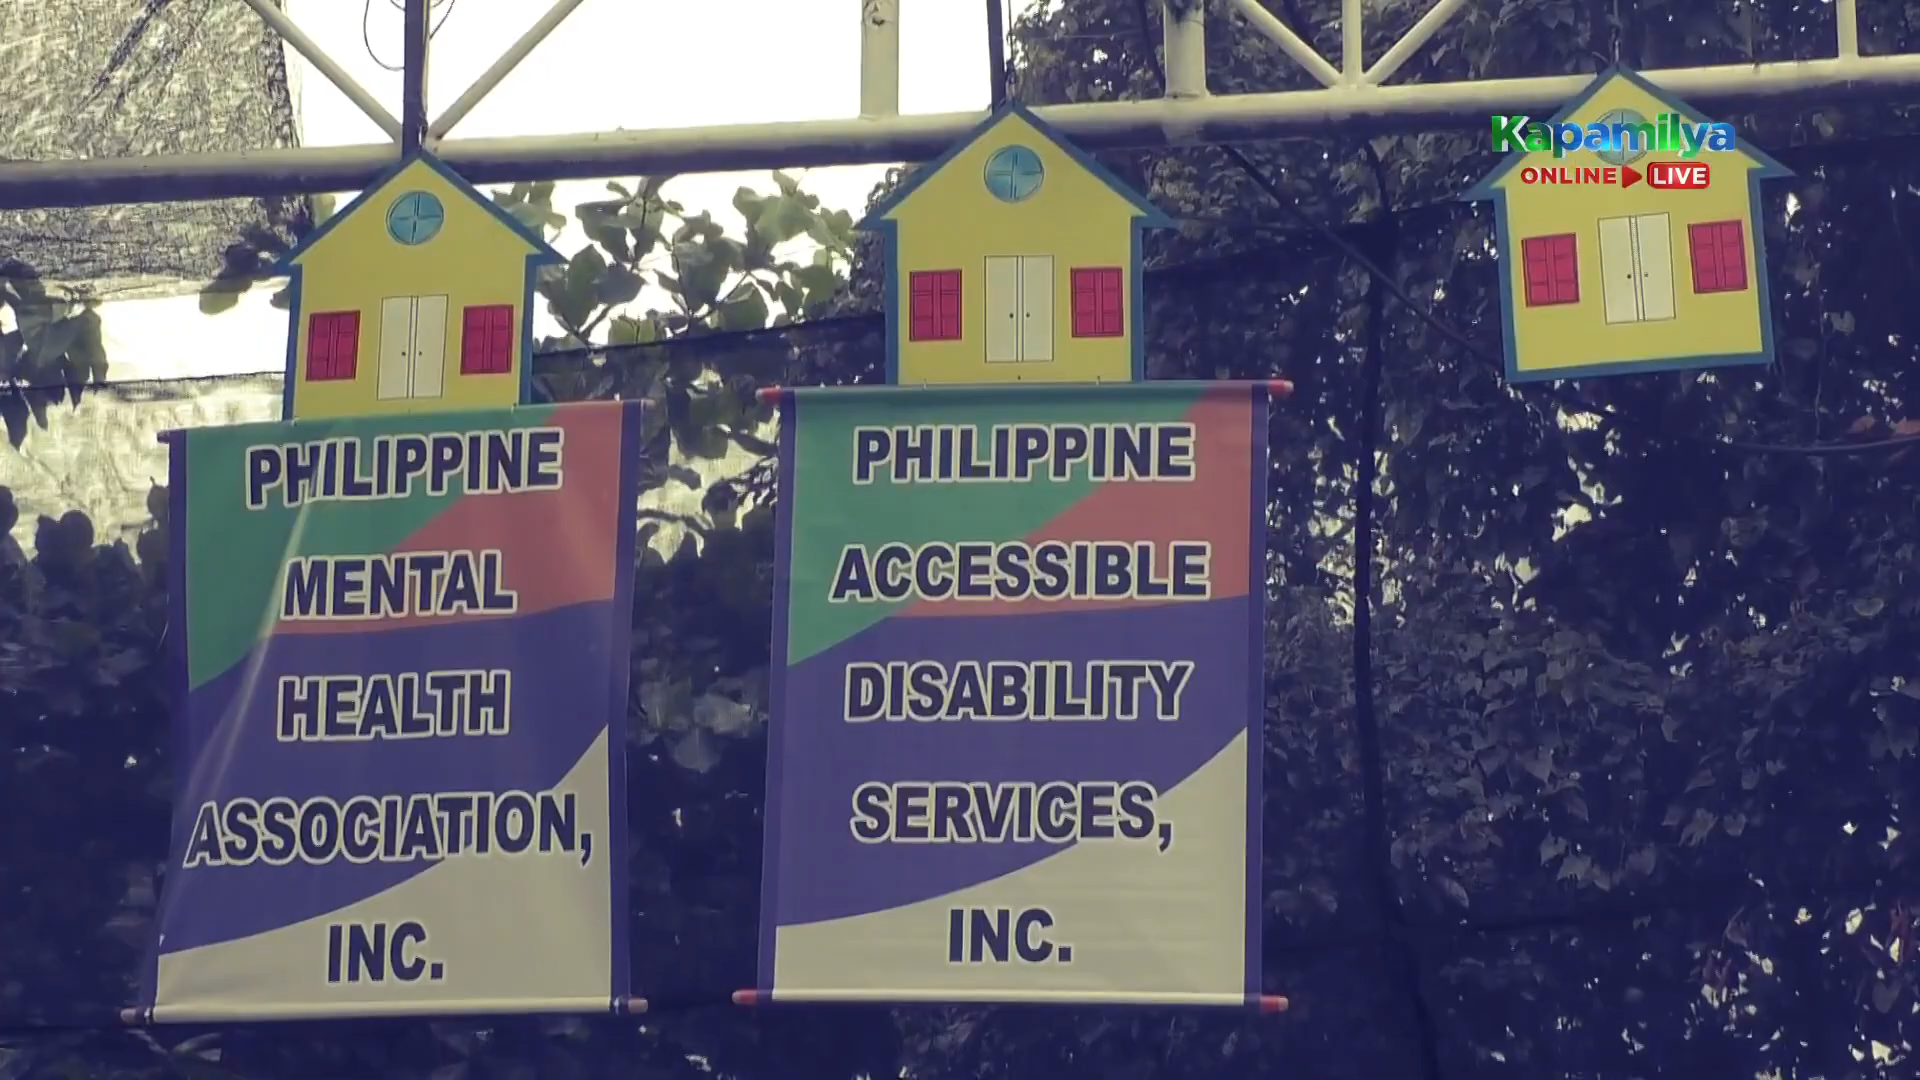 Kapamilya
ONLINE LIVE
PHILIPPINE
MENTAL
HEALTH
ASSOCIATION,
INC.
PHILIPPINE
ACCESSIBLE
DISABILITY
SERVICES,
INC.